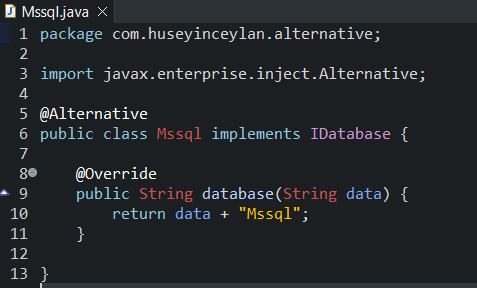 Mssql.java
1 package com.huseyinceylan.alternative;
2
3 import javax.enterprise.inject.Alternative;
4
5 @Alternative
6 public class Mssql implements IDatabase {
7
8 @Override
9 public String database(String data) {
10 return data + "Mssql";
11 }
12
13 }